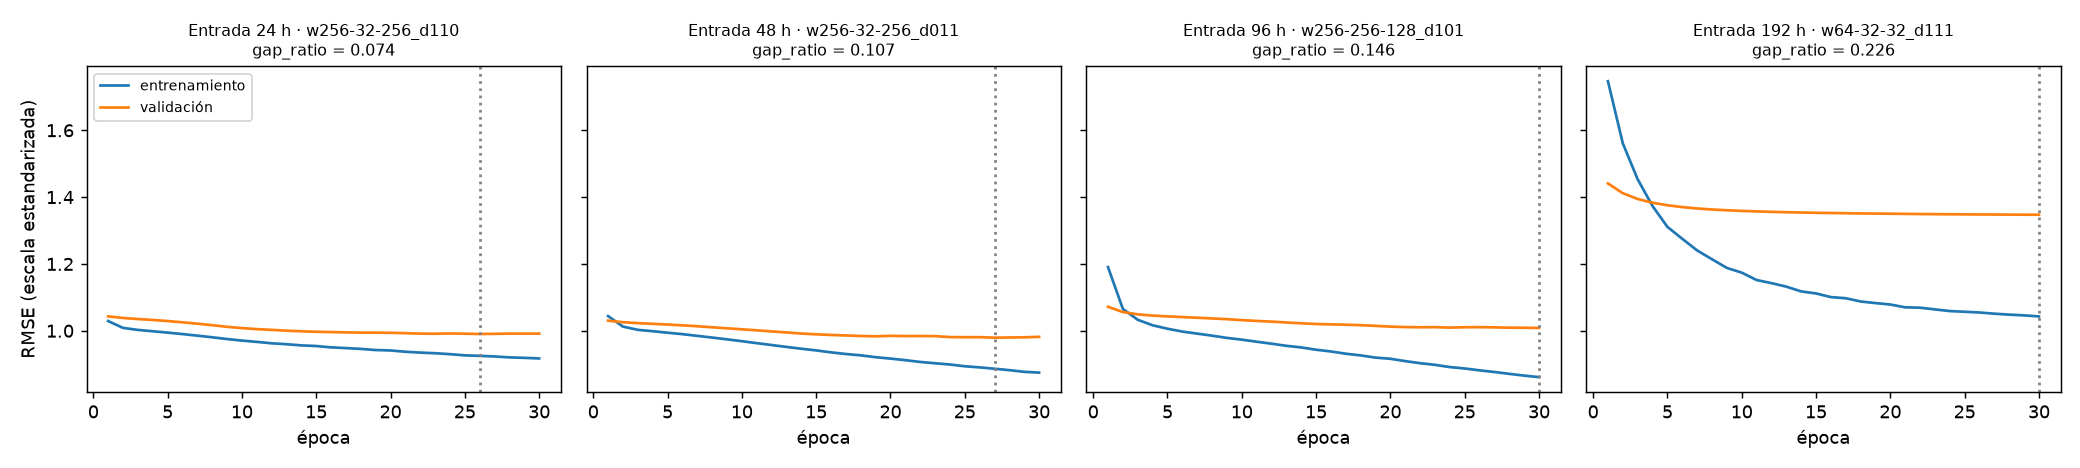 Entrada 24 h · w256-32-256_d110
gap_ratio = 0.074
Entrada 48 h · w256-32-256_d011
gap_ratio = 0.107
Entrada 96 h · w256-256-128_d101
gap_ratio = 0.146
Entrada 192 h · w64-32-32_d111
gap_ratio = 0.226
entrenamiento
validación
RMSE (escala estandarizada)
1.6
1.4
1.2
1.0
0 5 10 15 20 25 30
época
0 5 10 15 20 25 30
época
0 5 10 15 20 25 30
época
0 5 10 15 20 25 30
época